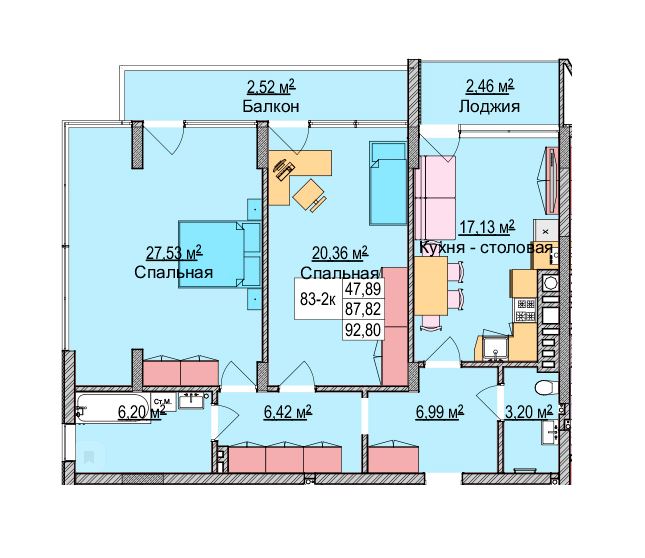 2,52 м²
Балкон
2,46 м²
Лоджия
27,53 м²
Спальная
20,36 м²
Спальная
17,13 м²
Кухня - столовая
X
83-2к
47,89
87,82
92,80
6,20 м²
Ст.м.
6,42 м²
6,99 м²
3,20 м²